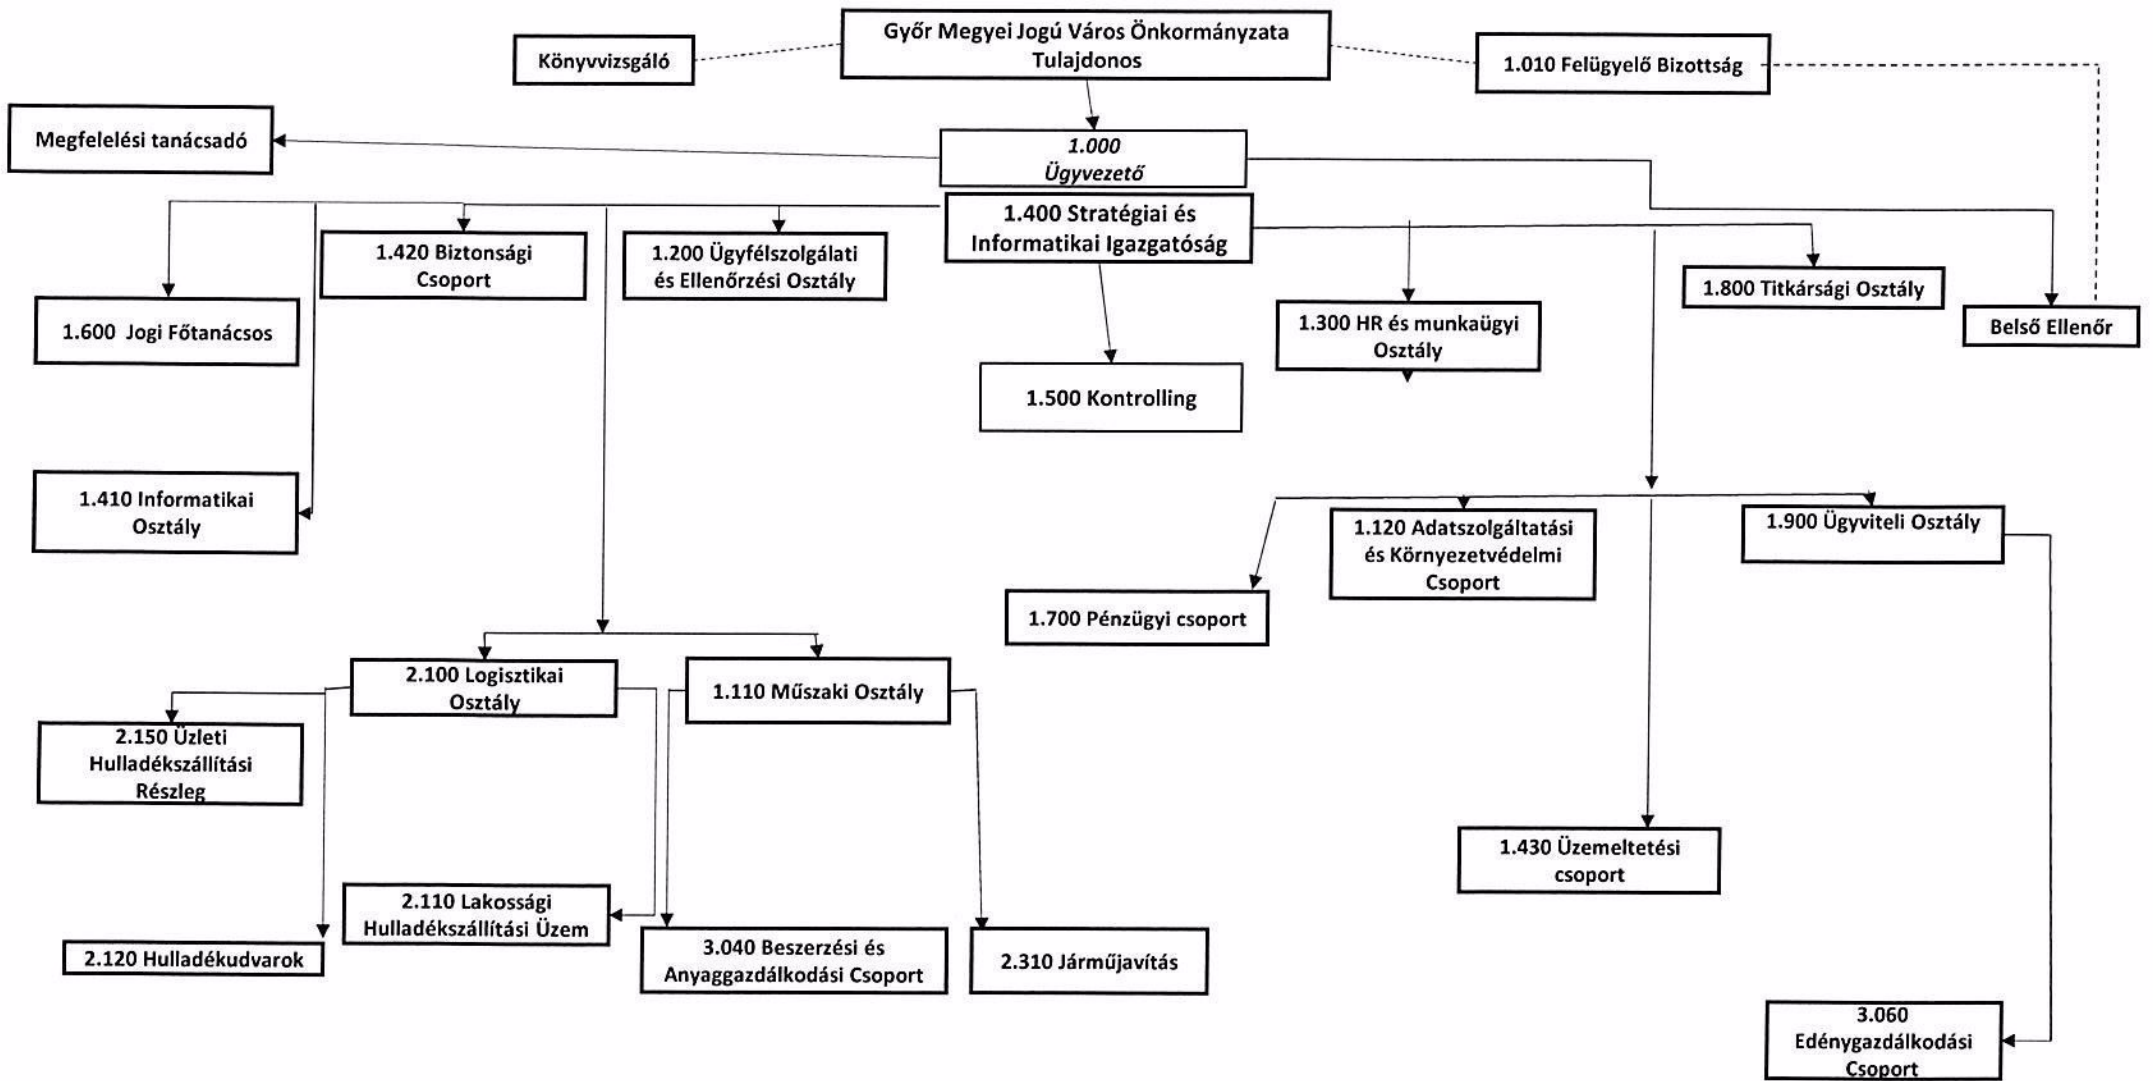 Győr Megyei Jogú Város Önkormányzata
Tulajdonos
Könyvvizsgáló
1.010 Felügyelő Bizottság
Megfelelési tanácsadó
1.000
Ügyvezető
1.400 Stratégiai és
Informatikai Igazgatóság
1.420 Biztonsági
Csoport
1.200 Ügyfélszolgálati
és Ellenőrzési Osztály
1.800 Titkársági Osztály
1.600 Jogi Főtanácsos
1.300 HR és munkaügyi
Osztály
Belső Ellenőr
1.500 Kontrolling
1.410 Informatikai
Osztály
1.120 Adatszolgáltatási
és Környezetvédelmi
Csoport
1.900 Ügyviteli Osztály
1.700 Pénzügyi csoport
2.100 Logisztikai
Osztály
1.110 Műszaki Osztály
2.150 Üzleti
Hulladékszállítási
Részleg
1.430 Üzemeltetési
csoport
2.110 Lakossági
Hulladékszállítási Üzem
2.120 Hulladékudvarok
3.040 Beszerzési és
Anyaggazdálkodási Csoport
2.310 Járműjavítás
3.060
Edénygazdálkodási
Csoport